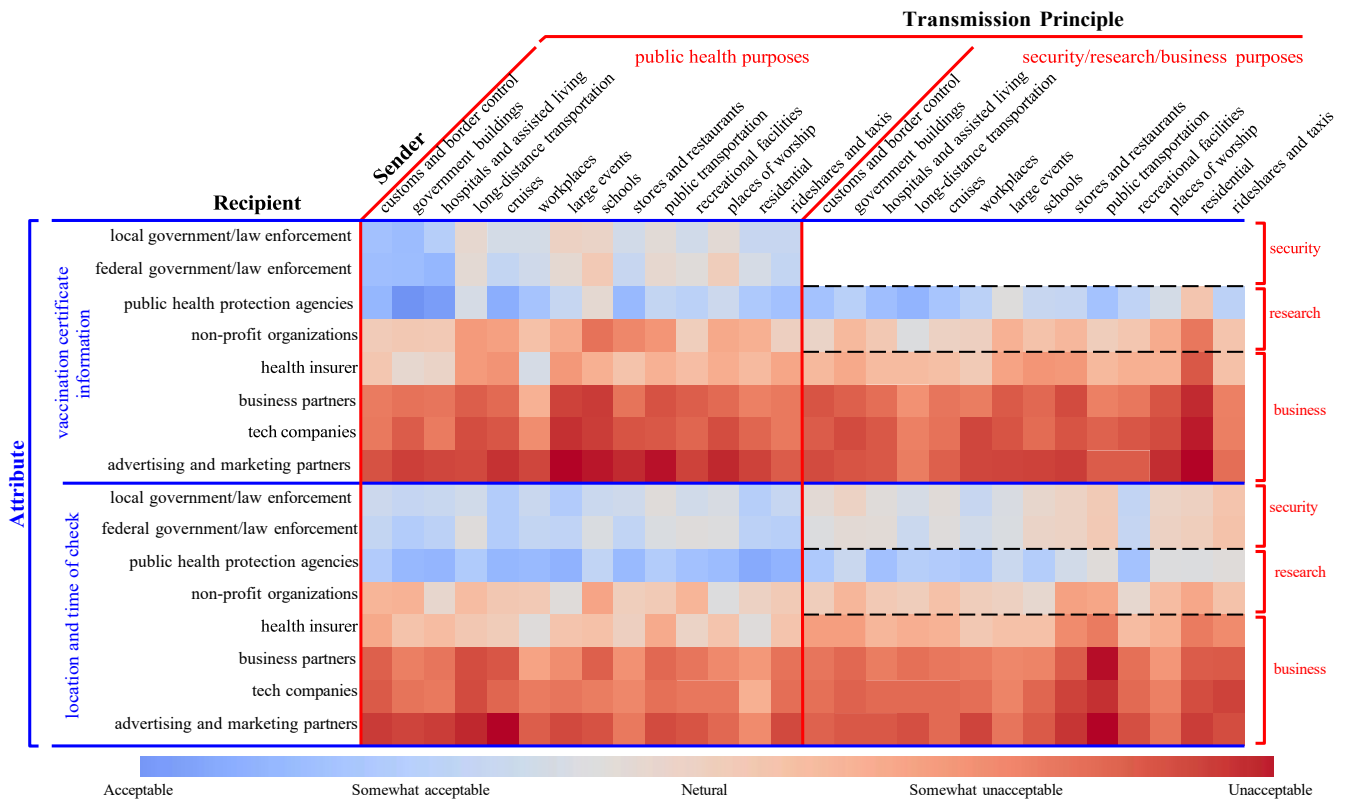 Transmission Principle
public health purposes
security/research/business purposes
Sender
customs and border control
government buildings
hospitals and assisted living
long-distance transportation
cruises
workplaces
large events
schools
stores and restaurants
public transportation
recreational facilities
places of worship
residential
rideshares and taxis
customs and border control
government buildings
hospitals and assisted living
long-distance transportation
cruises
workplaces
large events
schools
stores and restaurants
public transportation
recreational facilities
places of worship
residential
rideshares and taxis
Recipient
Attribute
vaccination certificate
information
local government/law enforcement
federal government/law enforcement
public health protection agencies
non-profit organizations
health insurer
business partners
tech companies
advertising and marketing partners
security
research
business
location and time of check
local government/law enforcement
federal government/law enforcement
public health protection agencies
non-profit organizations
health insurer
business partners
tech companies
advertising and marketing partners
security
research
business
Acceptable
Somewhat acceptable
Netural
Somewhat unacceptable
Unacceptable